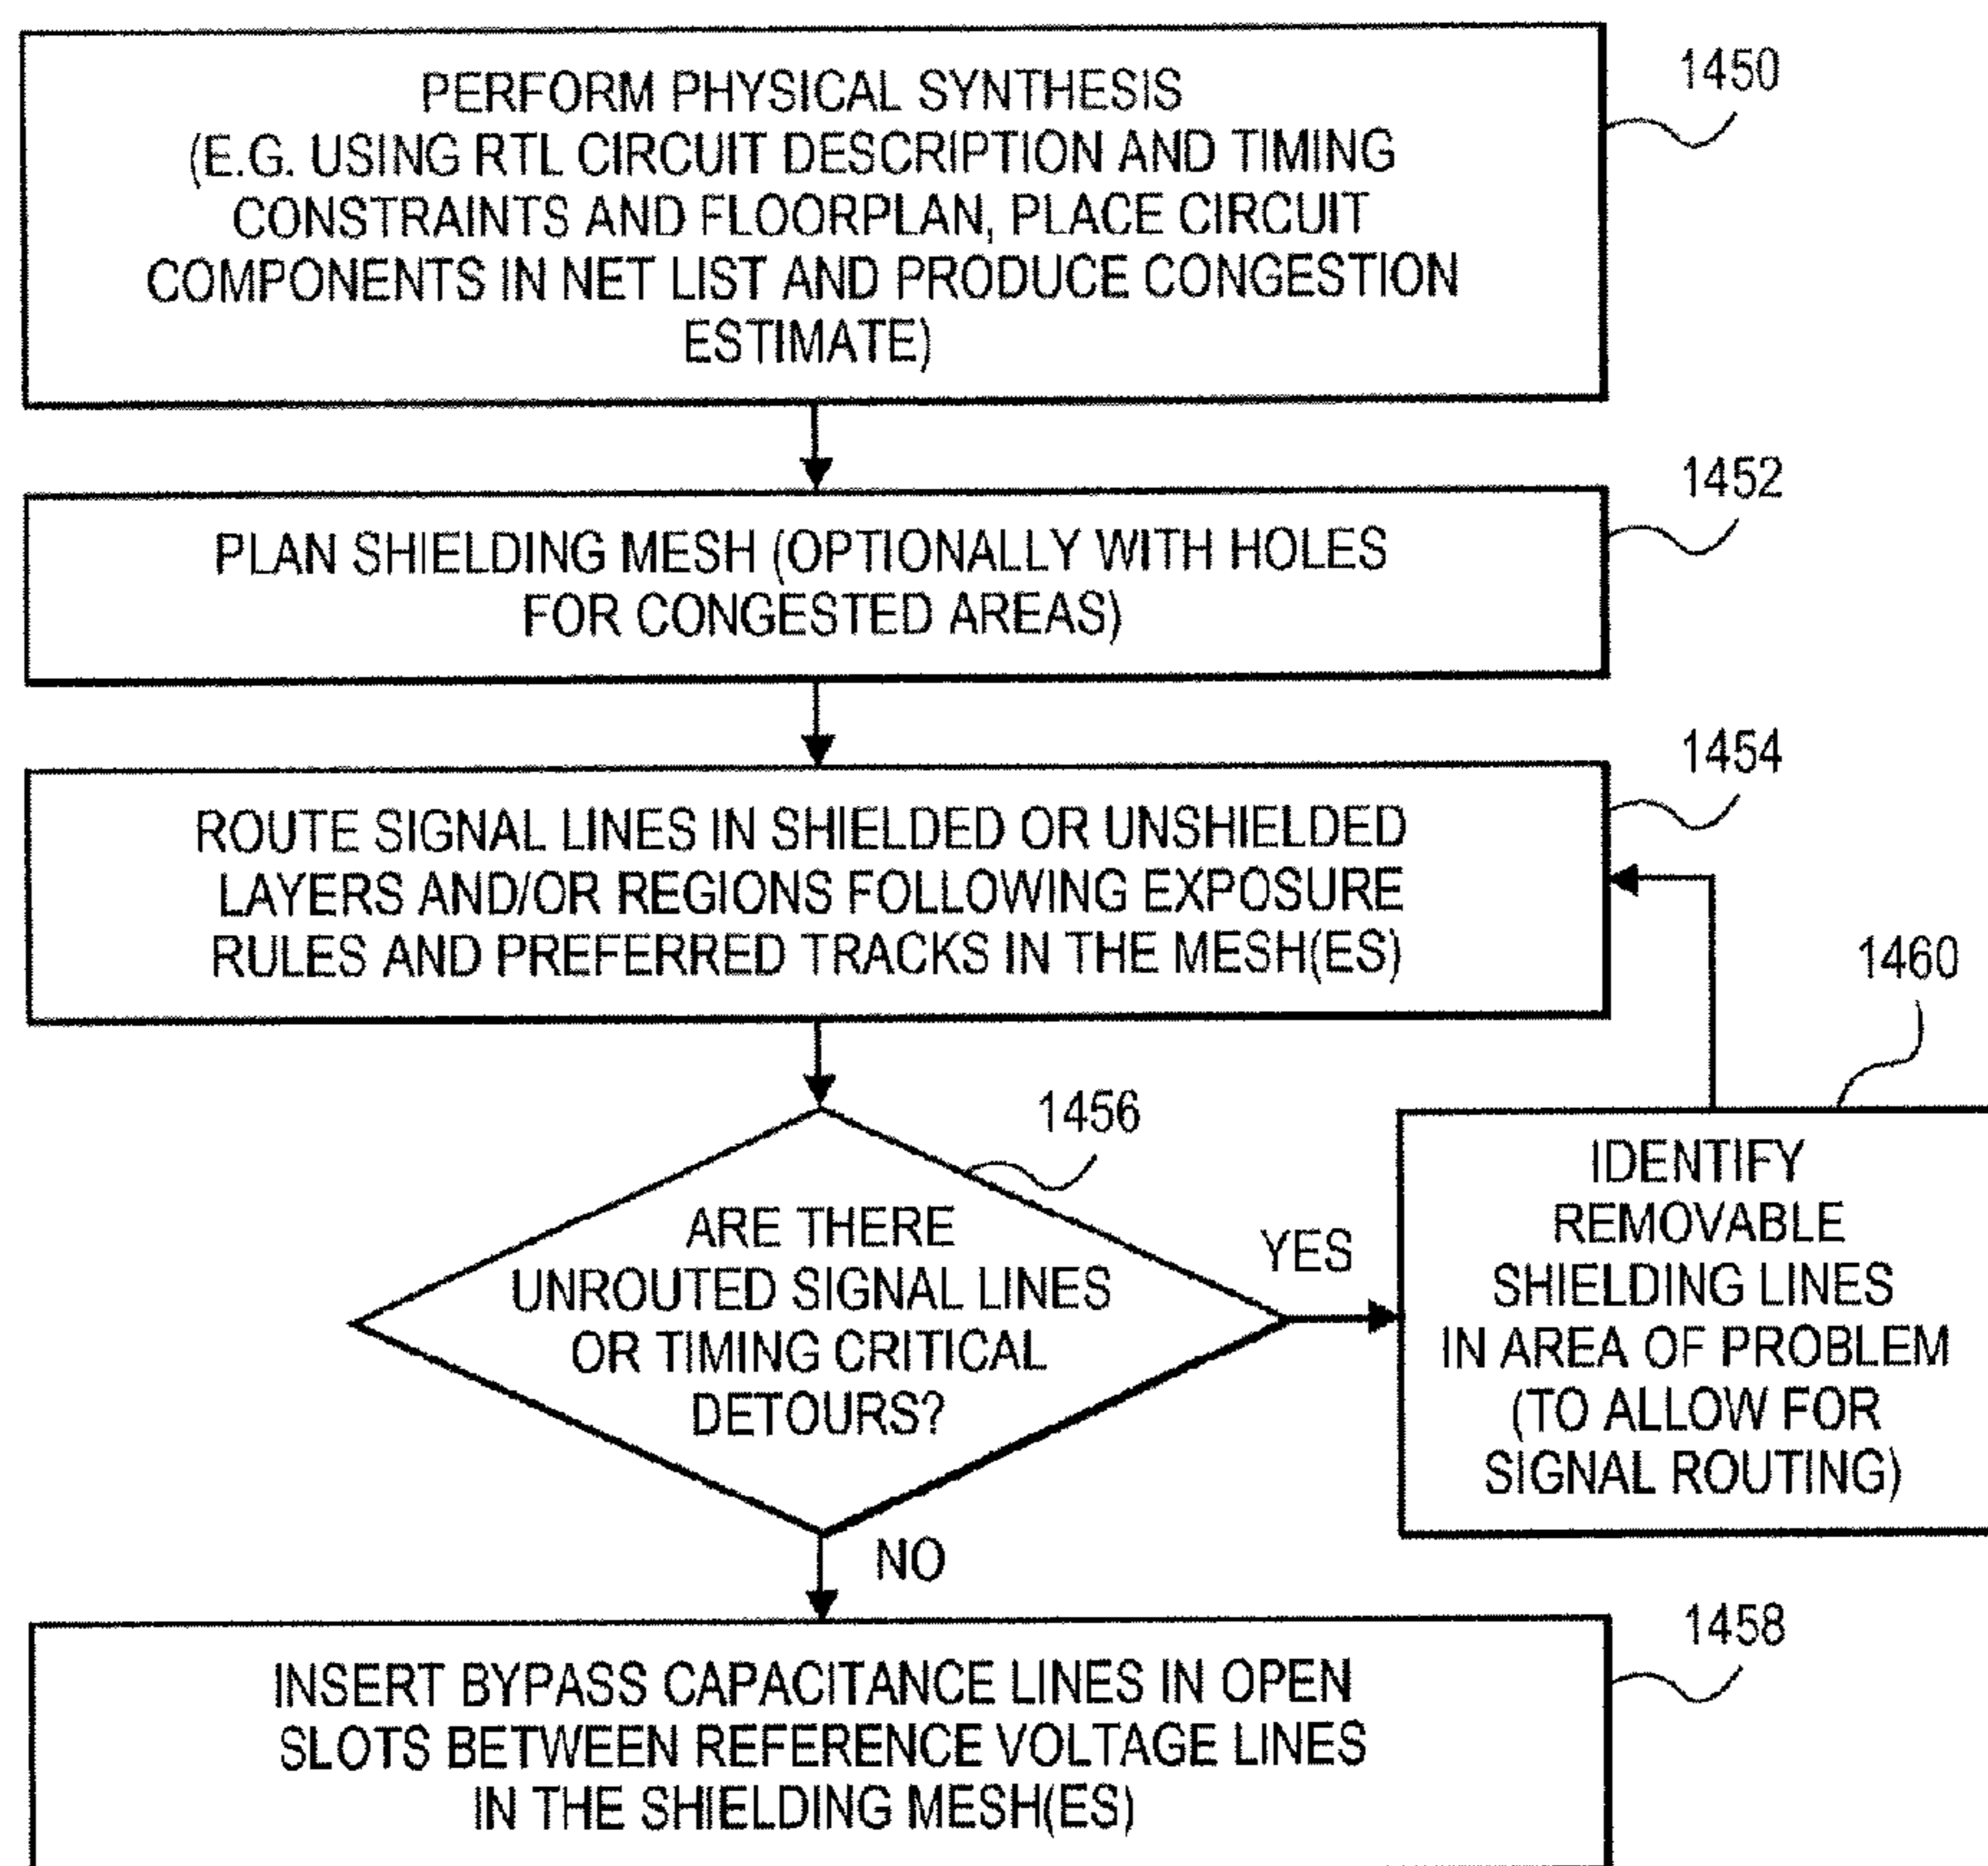 PERFORM PHYSICAL SYNTHESIS
(E.G. USING RTL CIRCUIT DESCRIPTION AND TIMING
CONSTRAINTS AND FLOORPLAN, PLACE CIRCUIT
COMPONENTS IN NET LIST AND PRODUCE CONGESTION
ESTIMATE)
1450
PLAN SHIELDING MESH (OPTIONALLY WITH HOLES
FOR CONGESTED AREAS)
1452
ROUTE SIGNAL LINES IN SHIELDED OR UNSHIELDED
LAYERS AND/OR REGIONS FOLLOWING EXPOSURE
RULES AND PREFERRED TRACKS IN THE MESH(ES)
1454
1456
ARE THERE
UNROUTED SIGNAL LINES
OR TIMING CRITICAL
DETOURS?
YES
1460
IDENTIFY
REMOVABLE
SHIELDING LINES
IN AREA OF PROBLEM
(TO ALLOW FOR
SIGNAL ROUTING)
NO
INSERT BYPASS CAPACITANCE LINES IN OPEN
SLOTS BETWEEN REFERENCE VOLTAGE LINES
IN THE SHIELDING MESH(ES)
1458